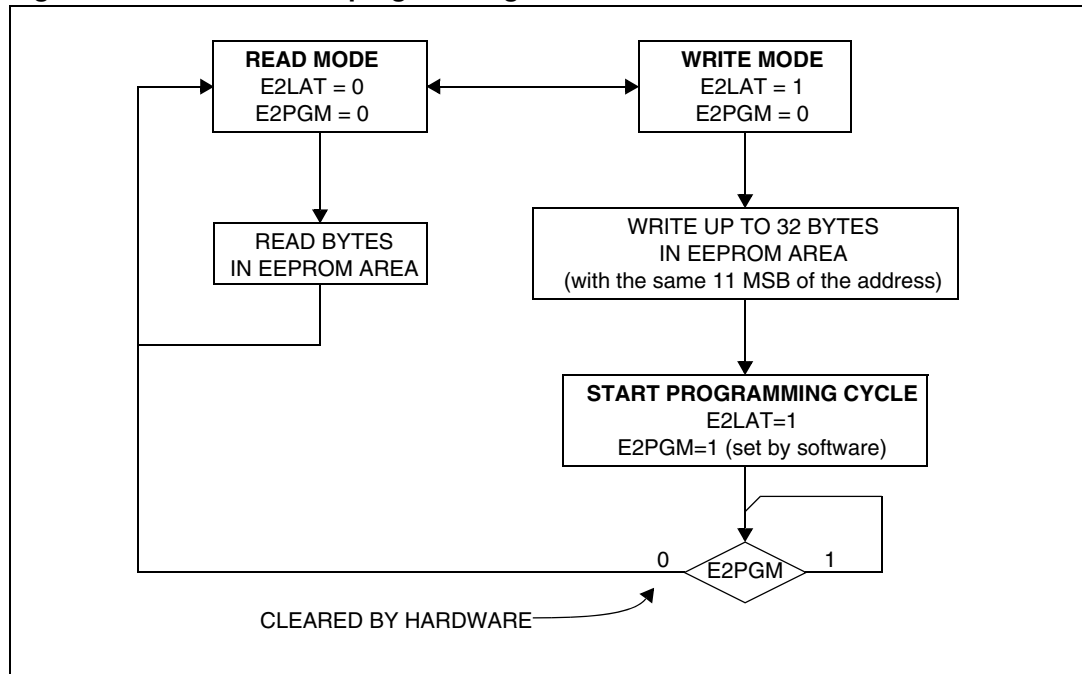 READ MODE
E2LAT = 0
E2PGM = 0
WRITE MODE
E2LAT = 1
E2PGM = 0
READ BYTES
IN EEPROM AREA
WRITE UP TO 32 BYTES
IN EEPROM AREA
(with the same 11 MSB of the address)
START PROGRAMMING CYCLE
E2LAT=1
E2PGM=1 (set by software)
0
E2PGM
1
CLEARED BY HARDWARE